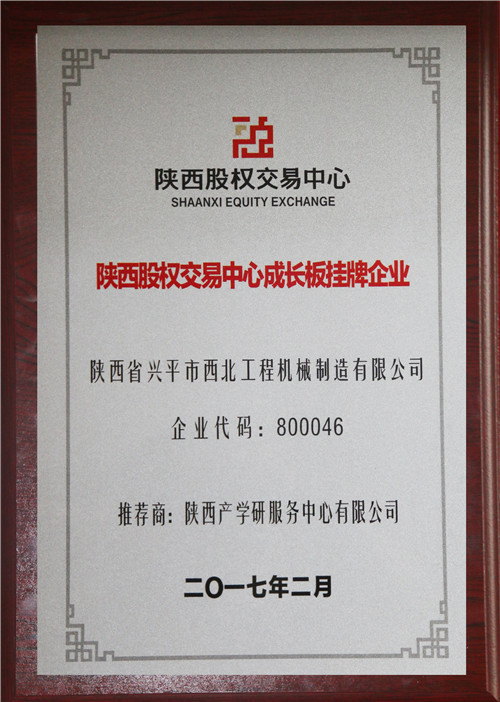 陕西股权交易中心
SHAANXI EQUITY EXCHANGE
陕西股权交易中心成长板挂牌企业
陕西省兴平市西北工程机械制造有限公司
企业代码：800046
推荐商：陕西产学研服务中心有限公司
二〇一七年二月